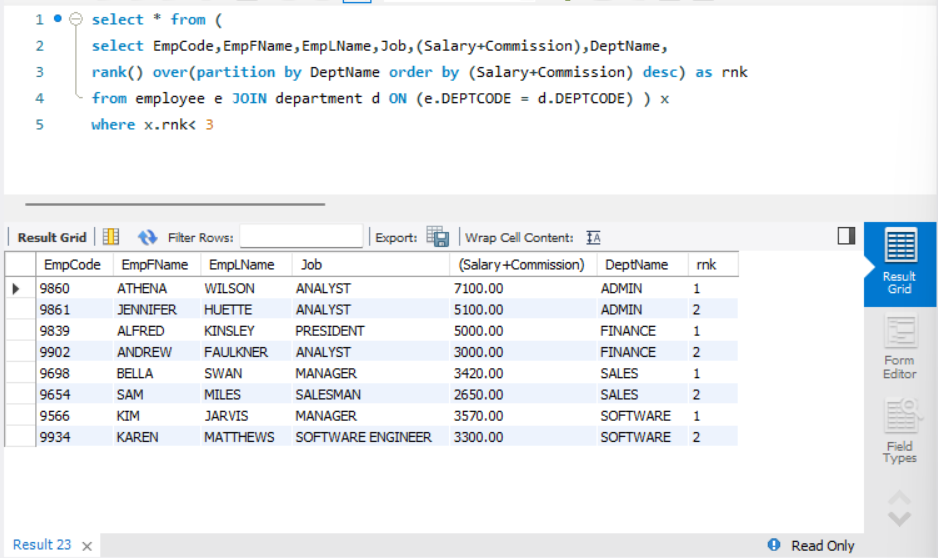 1 select * from (
2 select EmpCode,EmpFName,EmpLName,Job,(Salary+Commission),DeptName,
3 rank() over(partition by DeptName order by (Salary+Commission) desc) as rnk
4 from employee e JOIN department d ON (e.DEPTCODE = d.DEPTCODE) ) x
5 where x.rnk< 3
Result Grid Filter Rows: Export: Wrap Cell Content: IA
EmpCode EmpFName EmpLName Job (Salary+Commission) DeptName rnk
9860 ATHENA WILSON ANALYST 7100.00 ADMIN 1
9861 JENNIFER HUETTE ANALYST 5100.00 ADMIN 2
9839 ALFRED KINSLEY PRESIDENT 5000.00 FINANCE 1
9902 ANDREW FAULKNER ANALYST 3000.00 FINANCE 2
9698 BELLA SWAN MANAGER 3420.00 SALES 1
9654 SAM MILES SALESMAN 2650.00 SALES 2
9566 KIM JARVIS MANAGER 3570.00 SOFTWARE 1
9934 KAREN MATTHEWS SOFTWARE ENGINEER 3300.00 SOFTWARE 2
Result
Grid
Form
Editor
Field
Types
Result 23 Read Only